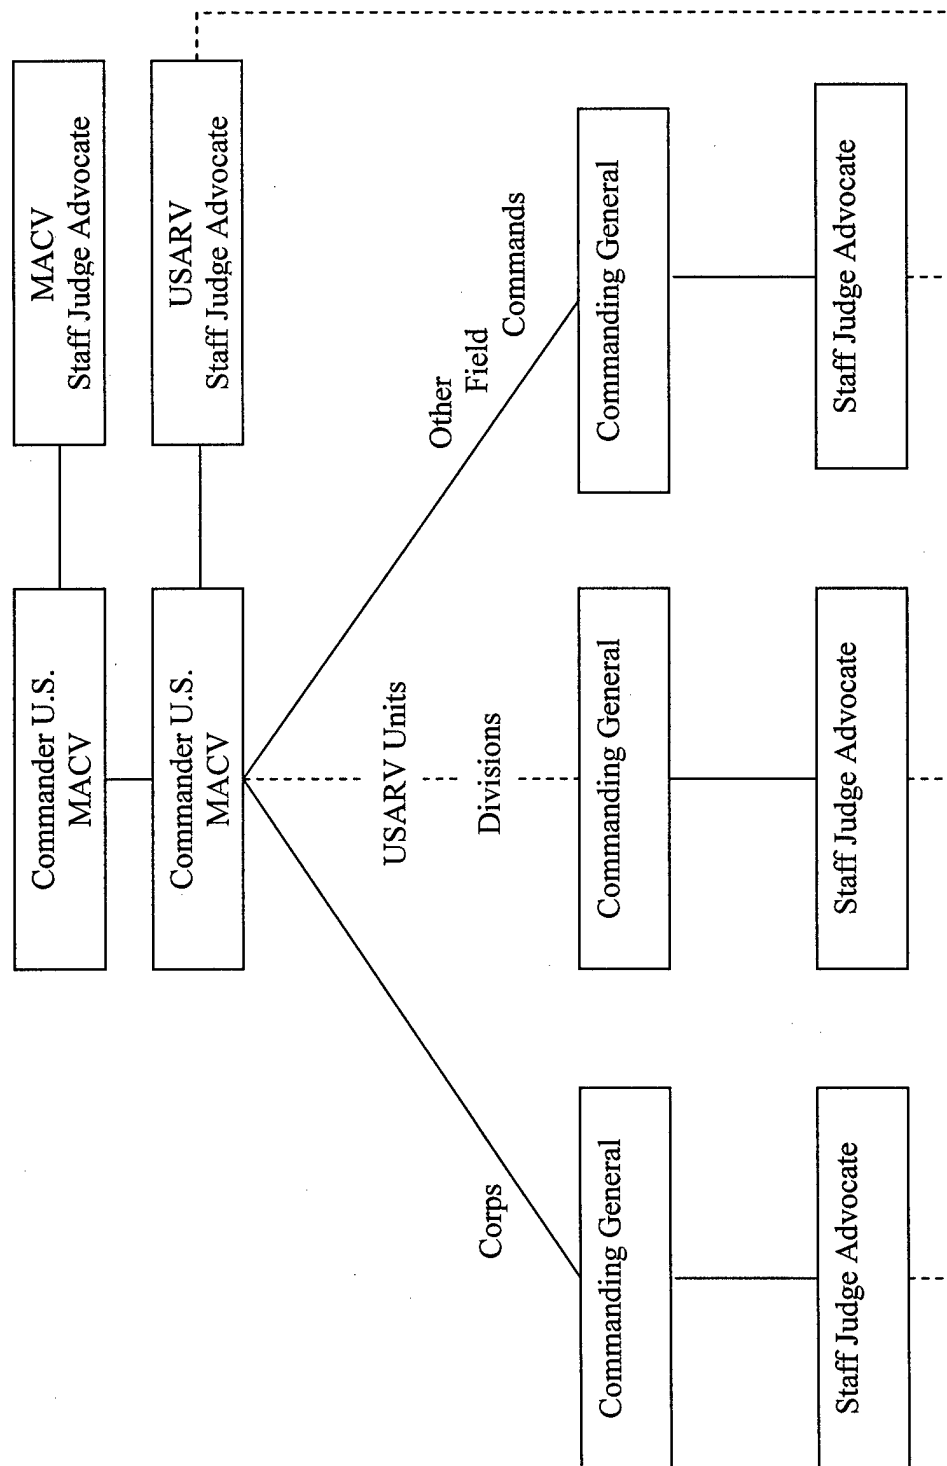 Commander U.S.
MACV
MACV
Staff Judge Advocate
Commander U.S.
MACV
USARV
Staff Judge Advocate
Corps
USARV Units
Divisions
Other
Field
Commands
Commanding General
Commanding General
Commanding General
Staff Judge Advocate
Staff Judge Advocate
Staff Judge Advocate